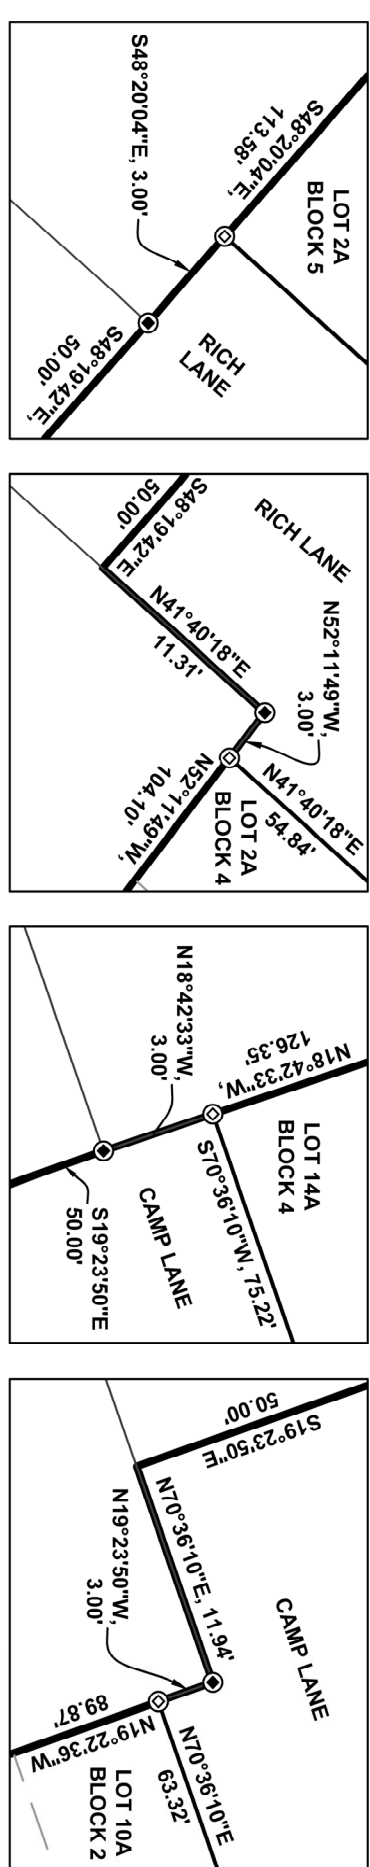 LOT 2A
BLOCK 5
S48°20'04"E,
113.58'
S48°20'04"E, 3.00'
RICH
LANE
S48°19'42"E,
50.00'
RICH LANE
S48°19'42"E
50.00'
N41°40'18"E
11.31'
N52°11'49"W,
3.00'
N41°40'18"E
54.84'
LOT 2A
BLOCK 4
N52°11'49"W,
104.10'
N18°42'33"W,
126.35'
LOT 14A
BLOCK 4
N18°42'33"W,
3.00'
S70°36'10"W, 75.22'
CAMP LANE
S19°23'50"E
50.00'
S19°23'50"E
50.00'
CAMP LANE
N70°36'10"E, 11.94'
N19°23'50"W,
3.00'
N70°36'10"E
63.32'
N19°22'36"W
89.87'
LOT 10A
BLOCK 2